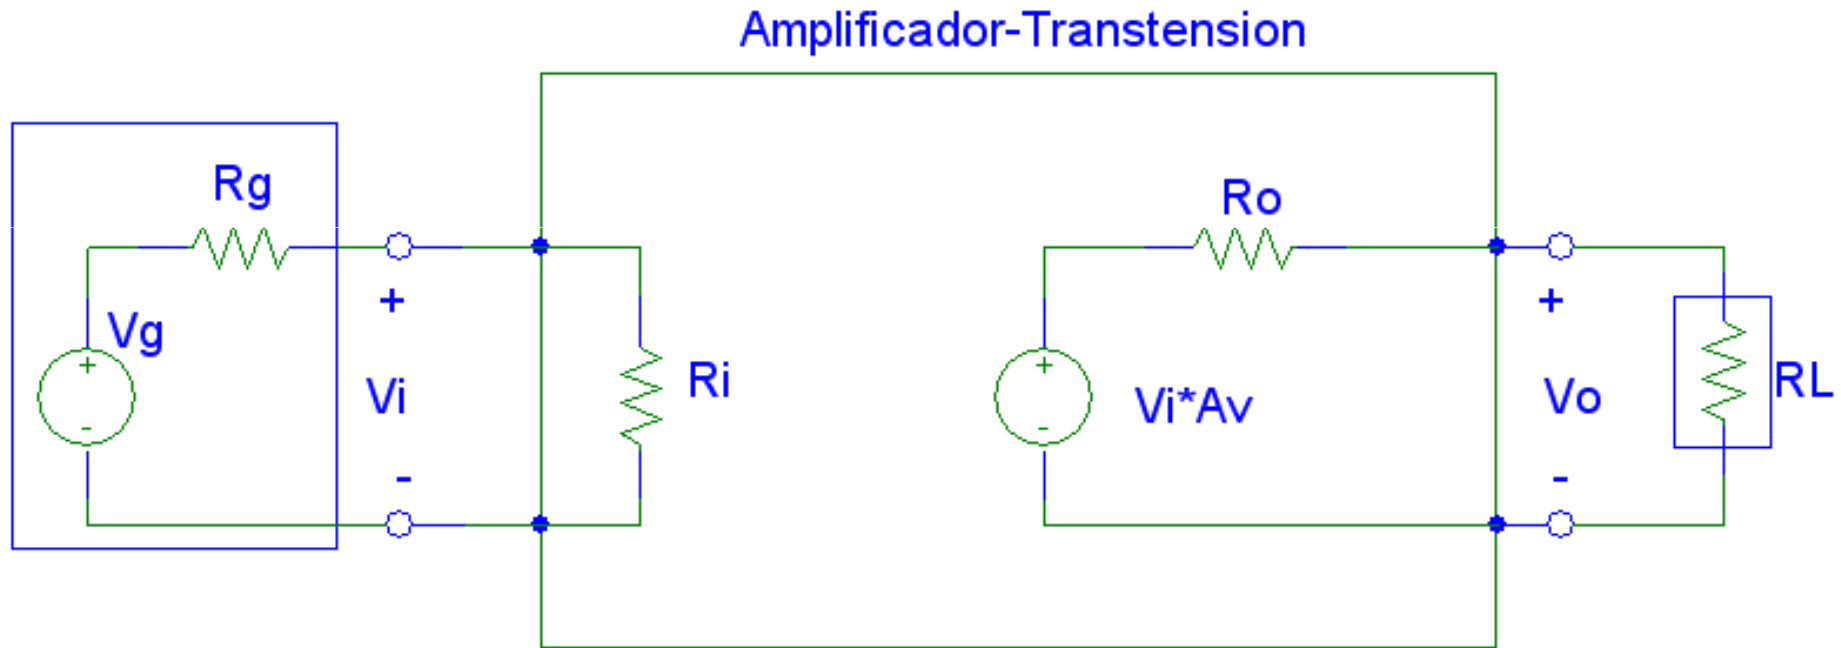 Amplificador-Transtension
Rg
Ro
+
+
Vg
+
+
Vi
Ri
Vi*Av
Vo
RL
-
-
-
-